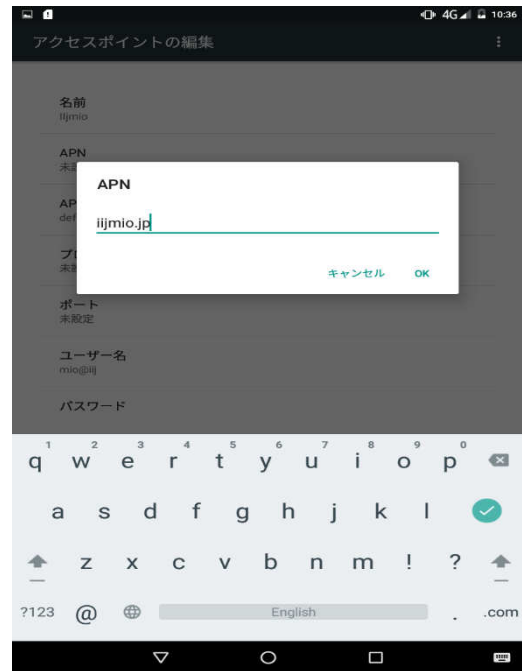 4G 10:36
アクセスポイントの編集
名前
IIjmio
APN
APN
iijmio.jp
def
キャンセル OK
ポート
未設定
ユーザー名
mio@iij
パスワード
1 2 3 4 5 6 7 8 9 0
q w e r t y u i o p
a s d f g h j k l
z x c v b n m ! ?
?123 @ English . .com